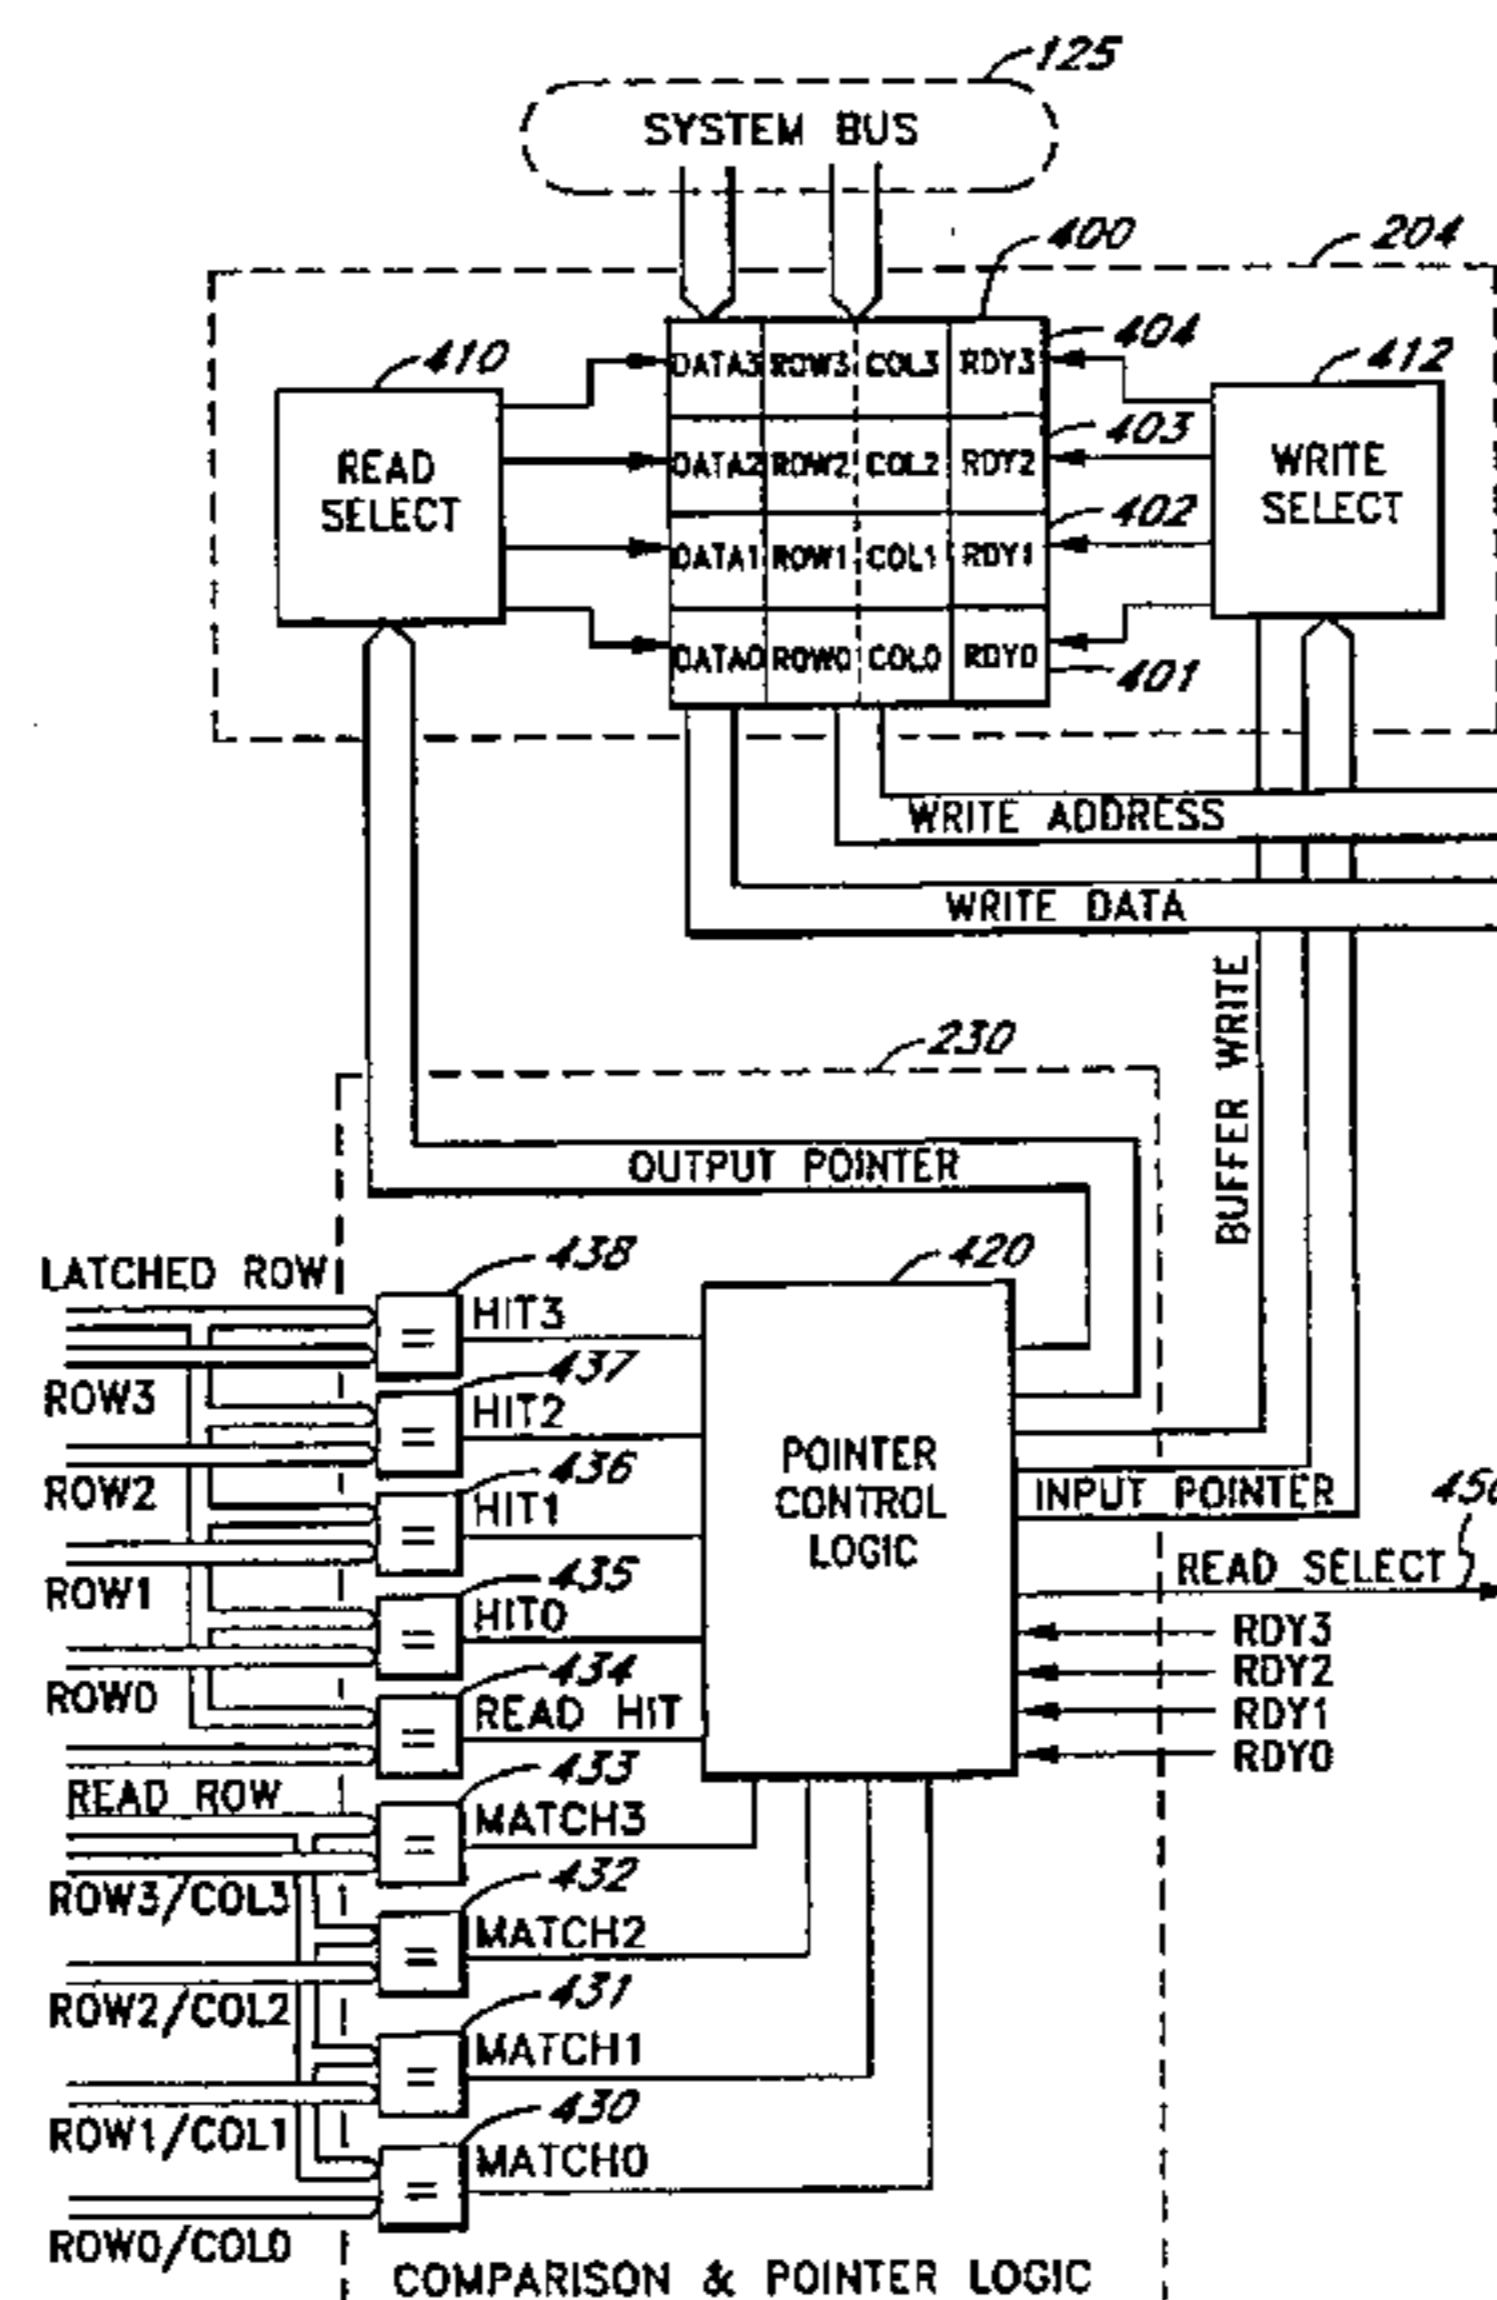 125
SYSTEM BUS
400
204
410
404
412
DATA3 ROW3 COL3 RDY3
403
READ
SELECT
DATA2 ROW2 COL2 RDY2
WRITE
SELECT
402
DATA1 ROW1 COL1 RDY1
DATA0 ROW0 COL0 RDY0
401
WRITE ADDRESS
WRITE DATA
BUFFER WRITE
230
OUTPUT POINTER
438
420
LATCHED ROW
HIT3
437
ROW3
HIT2
POINTER
CONTROL
LOGIC
436
ROW2
HIT1
INPUT POINTER
435
ROW1
HIT0
READ SELECT
RDY3
434
RDY2
ROW0
READ HIT
RDY1
RDY0
433
READ ROW
MATCH3
432
ROW3/COL3
MATCH2
431
ROW2/COL2
MATCH1
430
ROW1/COL1
MATCH0
ROW0/COL0
COMPARISON & POINTER LOGIC